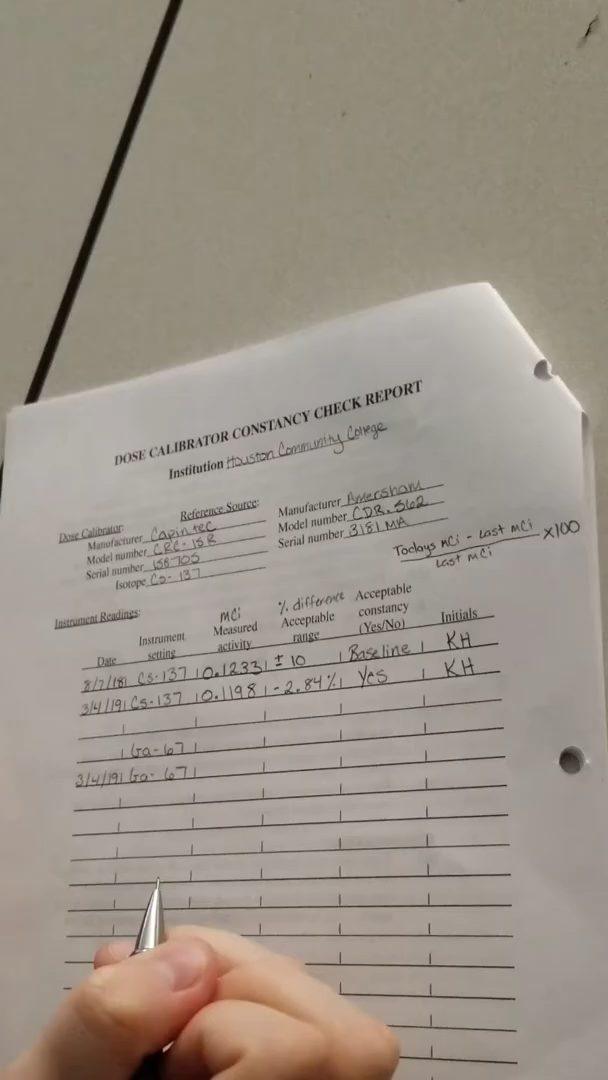 DOSE CALIBRATOR CONSTANCY CHECK REPORT
Institution Houston Community College
Dose Calibrator:
Manufacturer Capintec
Model number CRC-15R
Serial number 158705
Reference Source:
Isotope Cs-137
Manufacturer Amersham
Model number CDR.562
Serial number 3181 MA
Todays mCi - Last mCi
Last mCi
X100
Instrument Readings:
Date Instrument setting MCi Measured activity % difference Acceptable range Acceptable constancy (Yes/No) Initials
8/7/18 Cs-137 0.1233 ± 10 Baseline KH
3/4/19 Cs-137 0.1198 -2.84% Yes KH
Ga-67
3/4/19 Ga-67